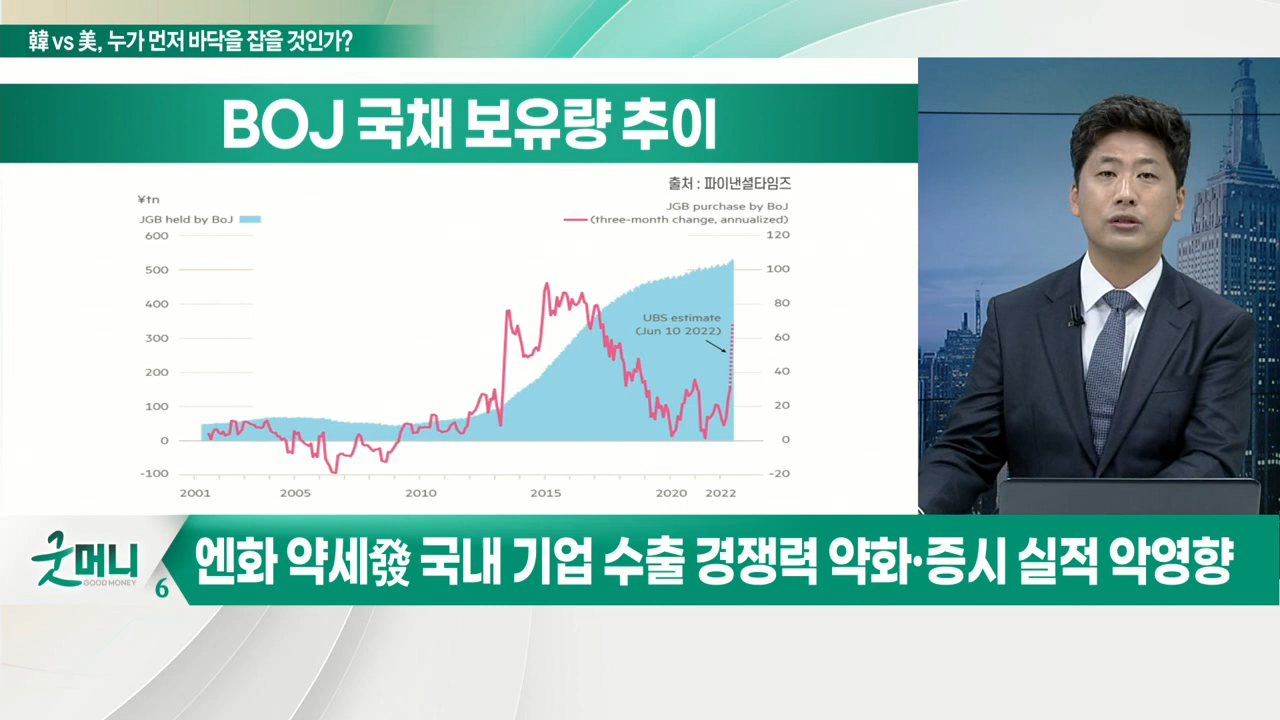 韓 vs 美, 누가 먼저 바닥을 잡을 것인가?
BOJ 국채 보유량 추이
출처 : 파이낸셜타임즈
¥tn
JGB held by BoJ
JGB purchase by BoJ
(three-month change, annualized)
600
120
500
100
400
80
300
60
200
40
100
20
0
0
-100
-20
UBS estimate
(Jun 10 2022)
2001
2005
2010
2015
2020
2022
굿머니
GOOD MONEY
6
엔화 약세發 국내 기업 수출 경쟁력 약화·증시 실적 악영향